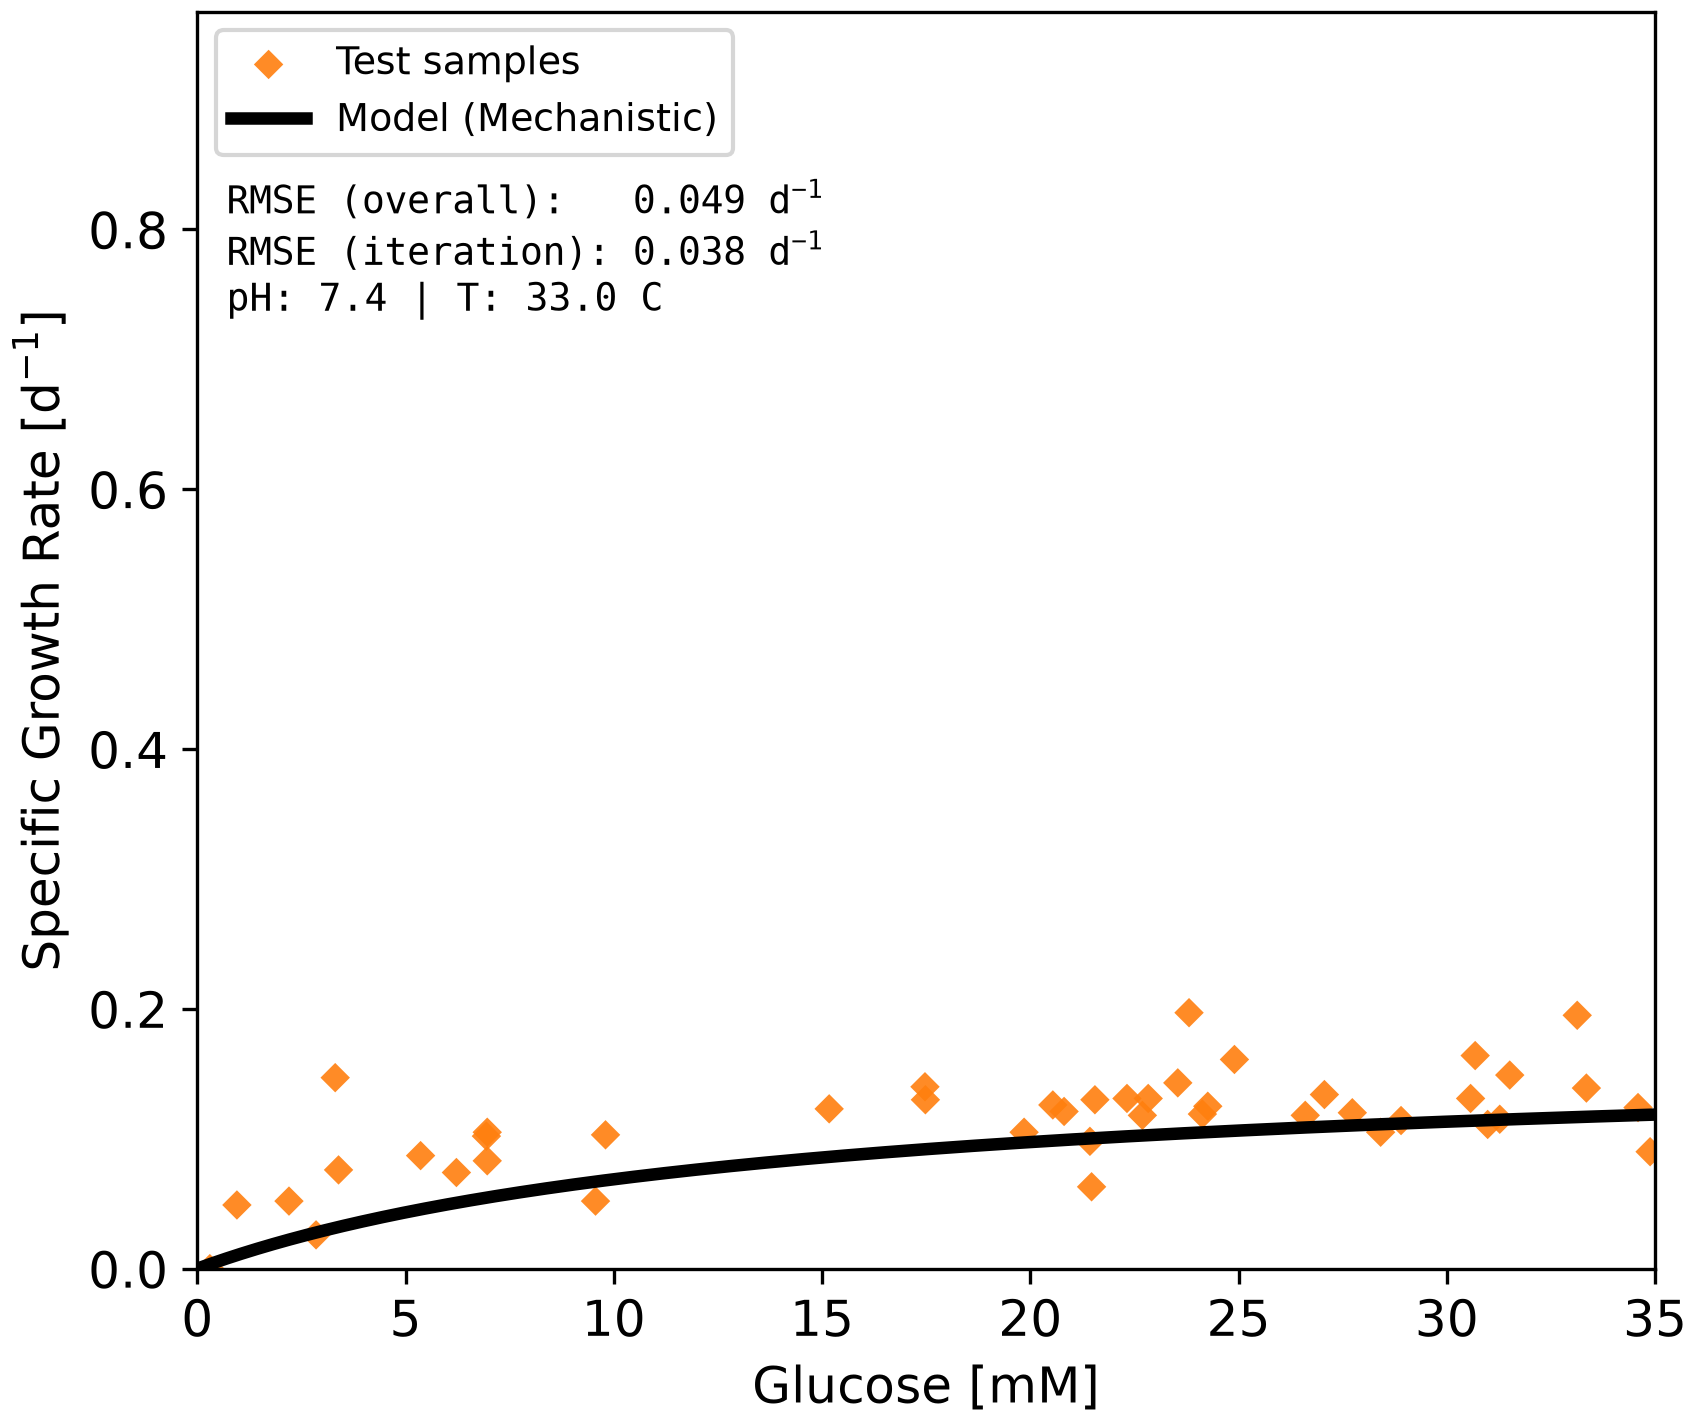 Test samples
Model (Mechanistic)
RMSE (overall):   0.049 d⁻¹
RMSE (iteration): 0.038 d⁻¹
pH: 7.4 | T: 33.0 C
Specific Growth Rate [d⁻¹]
0.8
0.6
0.4
0.2
0.0
0 5 10 15 20 25 30 35
Glucose [mM]